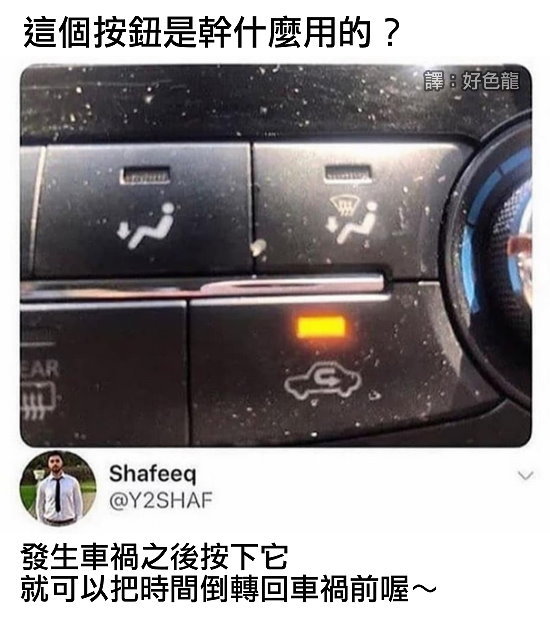 這個按鈕是幹什麼用的？
譯：好色龍
EAR
Shafeeq
@Y2SHAF
發生車禍之後按下它
就可以把時間倒轉回車禍前喔～